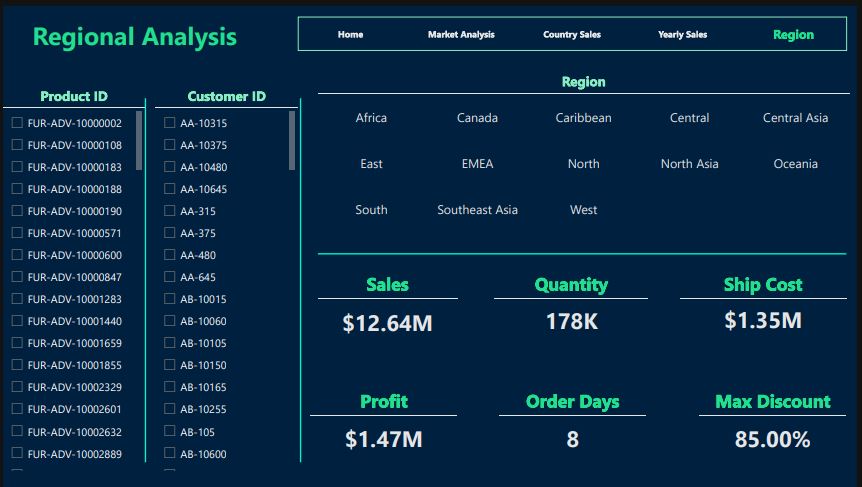 Regional Analysis
Home
Market Analysis
Country Sales
Yearly Sales
Region
Product ID
FUR-ADV-10000002
FUR-ADV-10000108
FUR-ADV-10000183
FUR-ADV-10000188
FUR-ADV-10000190
FUR-ADV-10000571
FUR-ADV-10000600
FUR-ADV-10000847
FUR-ADV-10001283
FUR-ADV-10001440
FUR-ADV-10001659
FUR-ADV-10001855
FUR-ADV-10002329
FUR-ADV-10002601
FUR-ADV-10002632
FUR-ADV-10002889
Customer ID
AA-10315
AA-10375
AA-10480
AA-10645
AA-315
AA-375
AA-480
AA-645
AB-10015
AB-10060
AB-10105
AB-10150
AB-10165
AB-10255
AB-105
AB-10600
Region
Africa Canada Caribbean Central Central Asia
East EMEA North North Asia Oceania
South Southeast Asia West
Sales
$12.64M
Quantity
178K
Ship Cost
$1.35M
Profit
$1.47M
Order Days
8
Max Discount
85.00%